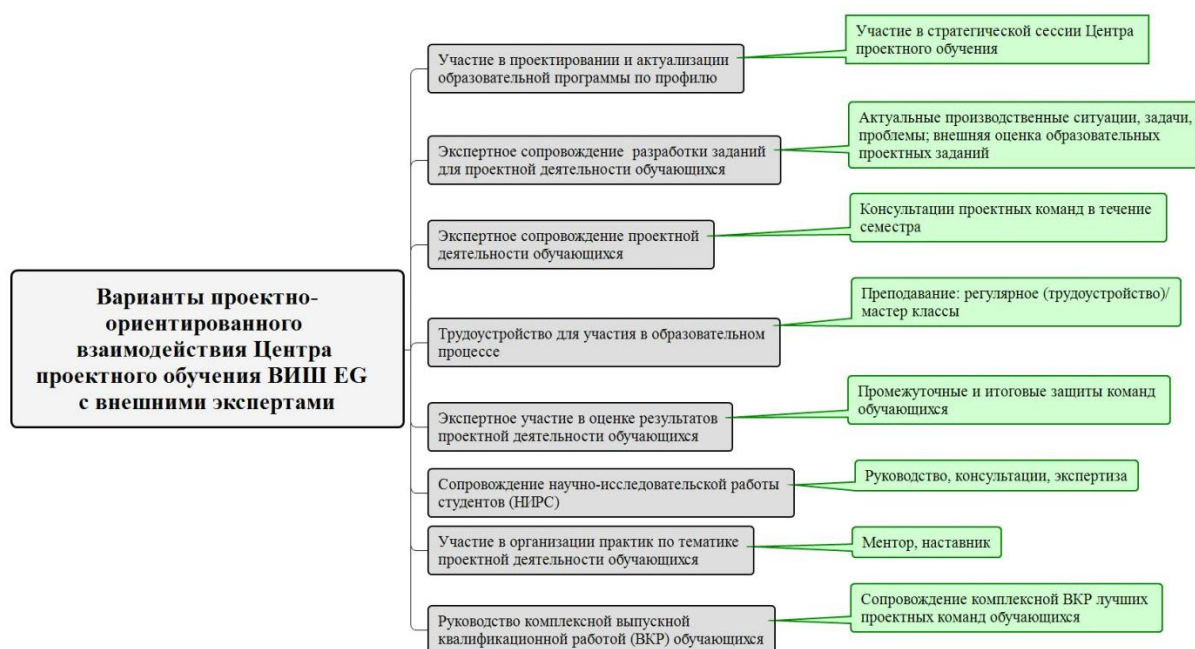 Варианты проектно-
ориентированного
взаимодействия Центра
проектного обучения ВИШ EG
с внешними экспертами
Участие в проектировании и актуализации
образовательной программы по профилю
Участие в стратегической сессии Центра
проектного обучения
Экспертное сопровождение разработки заданий
для проектной деятельности обучающихся
Актуальные производственные ситуации, задачи,
проблемы; внешняя оценка образовательных
проектных заданий
Экспертное сопровождение проектной
деятельности обучающихся
Консультации проектных команд в течение
семестра
Трудоустройство для участия в образовательном
процессе
Преподавание: регулярное (трудоустройство)/
мастер классы
Экспертное участие в оценке результатов
проектной деятельности обучающихся
Промежуточные и итоговые защиты команд
обучающихся
Сопровождение научно-исследовательской работы
студентов (НИРС)
Руководство, консультации, экспертиза
Участие в организации практик по тематике
проектной деятельности обучающихся
Ментор, наставник
Руководство комплексной выпускной
квалификационной работой (ВКР) обучающихся
Сопровождение комплексной ВКР лучших
проектных команд обучающихся